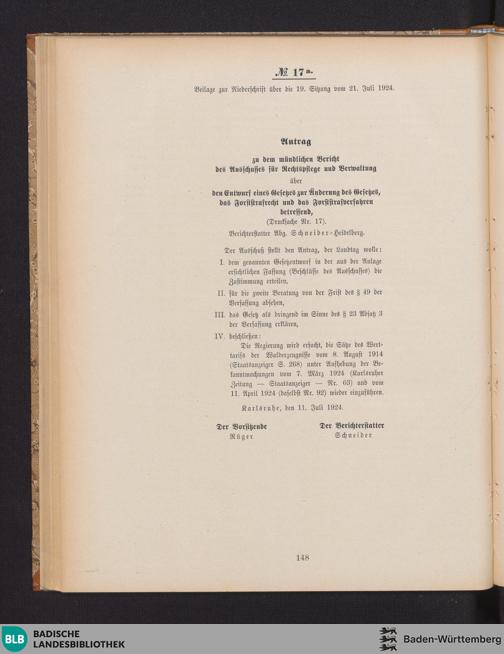 № 17a.
Beilage zur Niederschrift über die 19. Sitzung vom 21. Juli 1924.
Antrag
zu dem mündlichen Bericht
des Ausschusses für Rechtspflege und Verwaltung
über
den Entwurf eines Gesetzes zur Änderung des Gesetzes,
das Forststrafrecht und das Forststrafverfahren
betreffend,
(Drucksache Nr. 17).
Berichterstatter Abg. Schneider-Heidelberg.
Der Ausschuß stellt den Antrag, der Landtag wolle:
I. dem genannten Gesetzentwurf in der aus der Anlage
ersichtlichen Fassung (Beschlüsse des Ausschusses) die
Zustimmung erteilen,
II. für die zweite Beratung von der Frist des § 49 der
Verfassung absehen,
III. das Gesetz als dringend im Sinne des § 23 Absatz 3
der Verfassung erklären,
IV. beschließen:
Die Regierung wird ersucht, die Sätze des Wert-
tarifs der Walderzeugnisse vom 8. August 1914
(Staatsanzeiger S. 268) unter Aufhebung der Be-
kanntmachungen vom 7. März 1924 (Karlsruher
Zeitung — Staatsanzeiger — Nr. 63) und vom
11. April 1924 (daselbst Nr. 92) wieder einzuführen.
Karlsruhe, den 11. Juli 1924.
Der Vorsitzende Der Berichterstatter
Rüger Schneider
148
BLB BADISCHE
LANDESBIBLIOTHEK
Baden-Württemberg